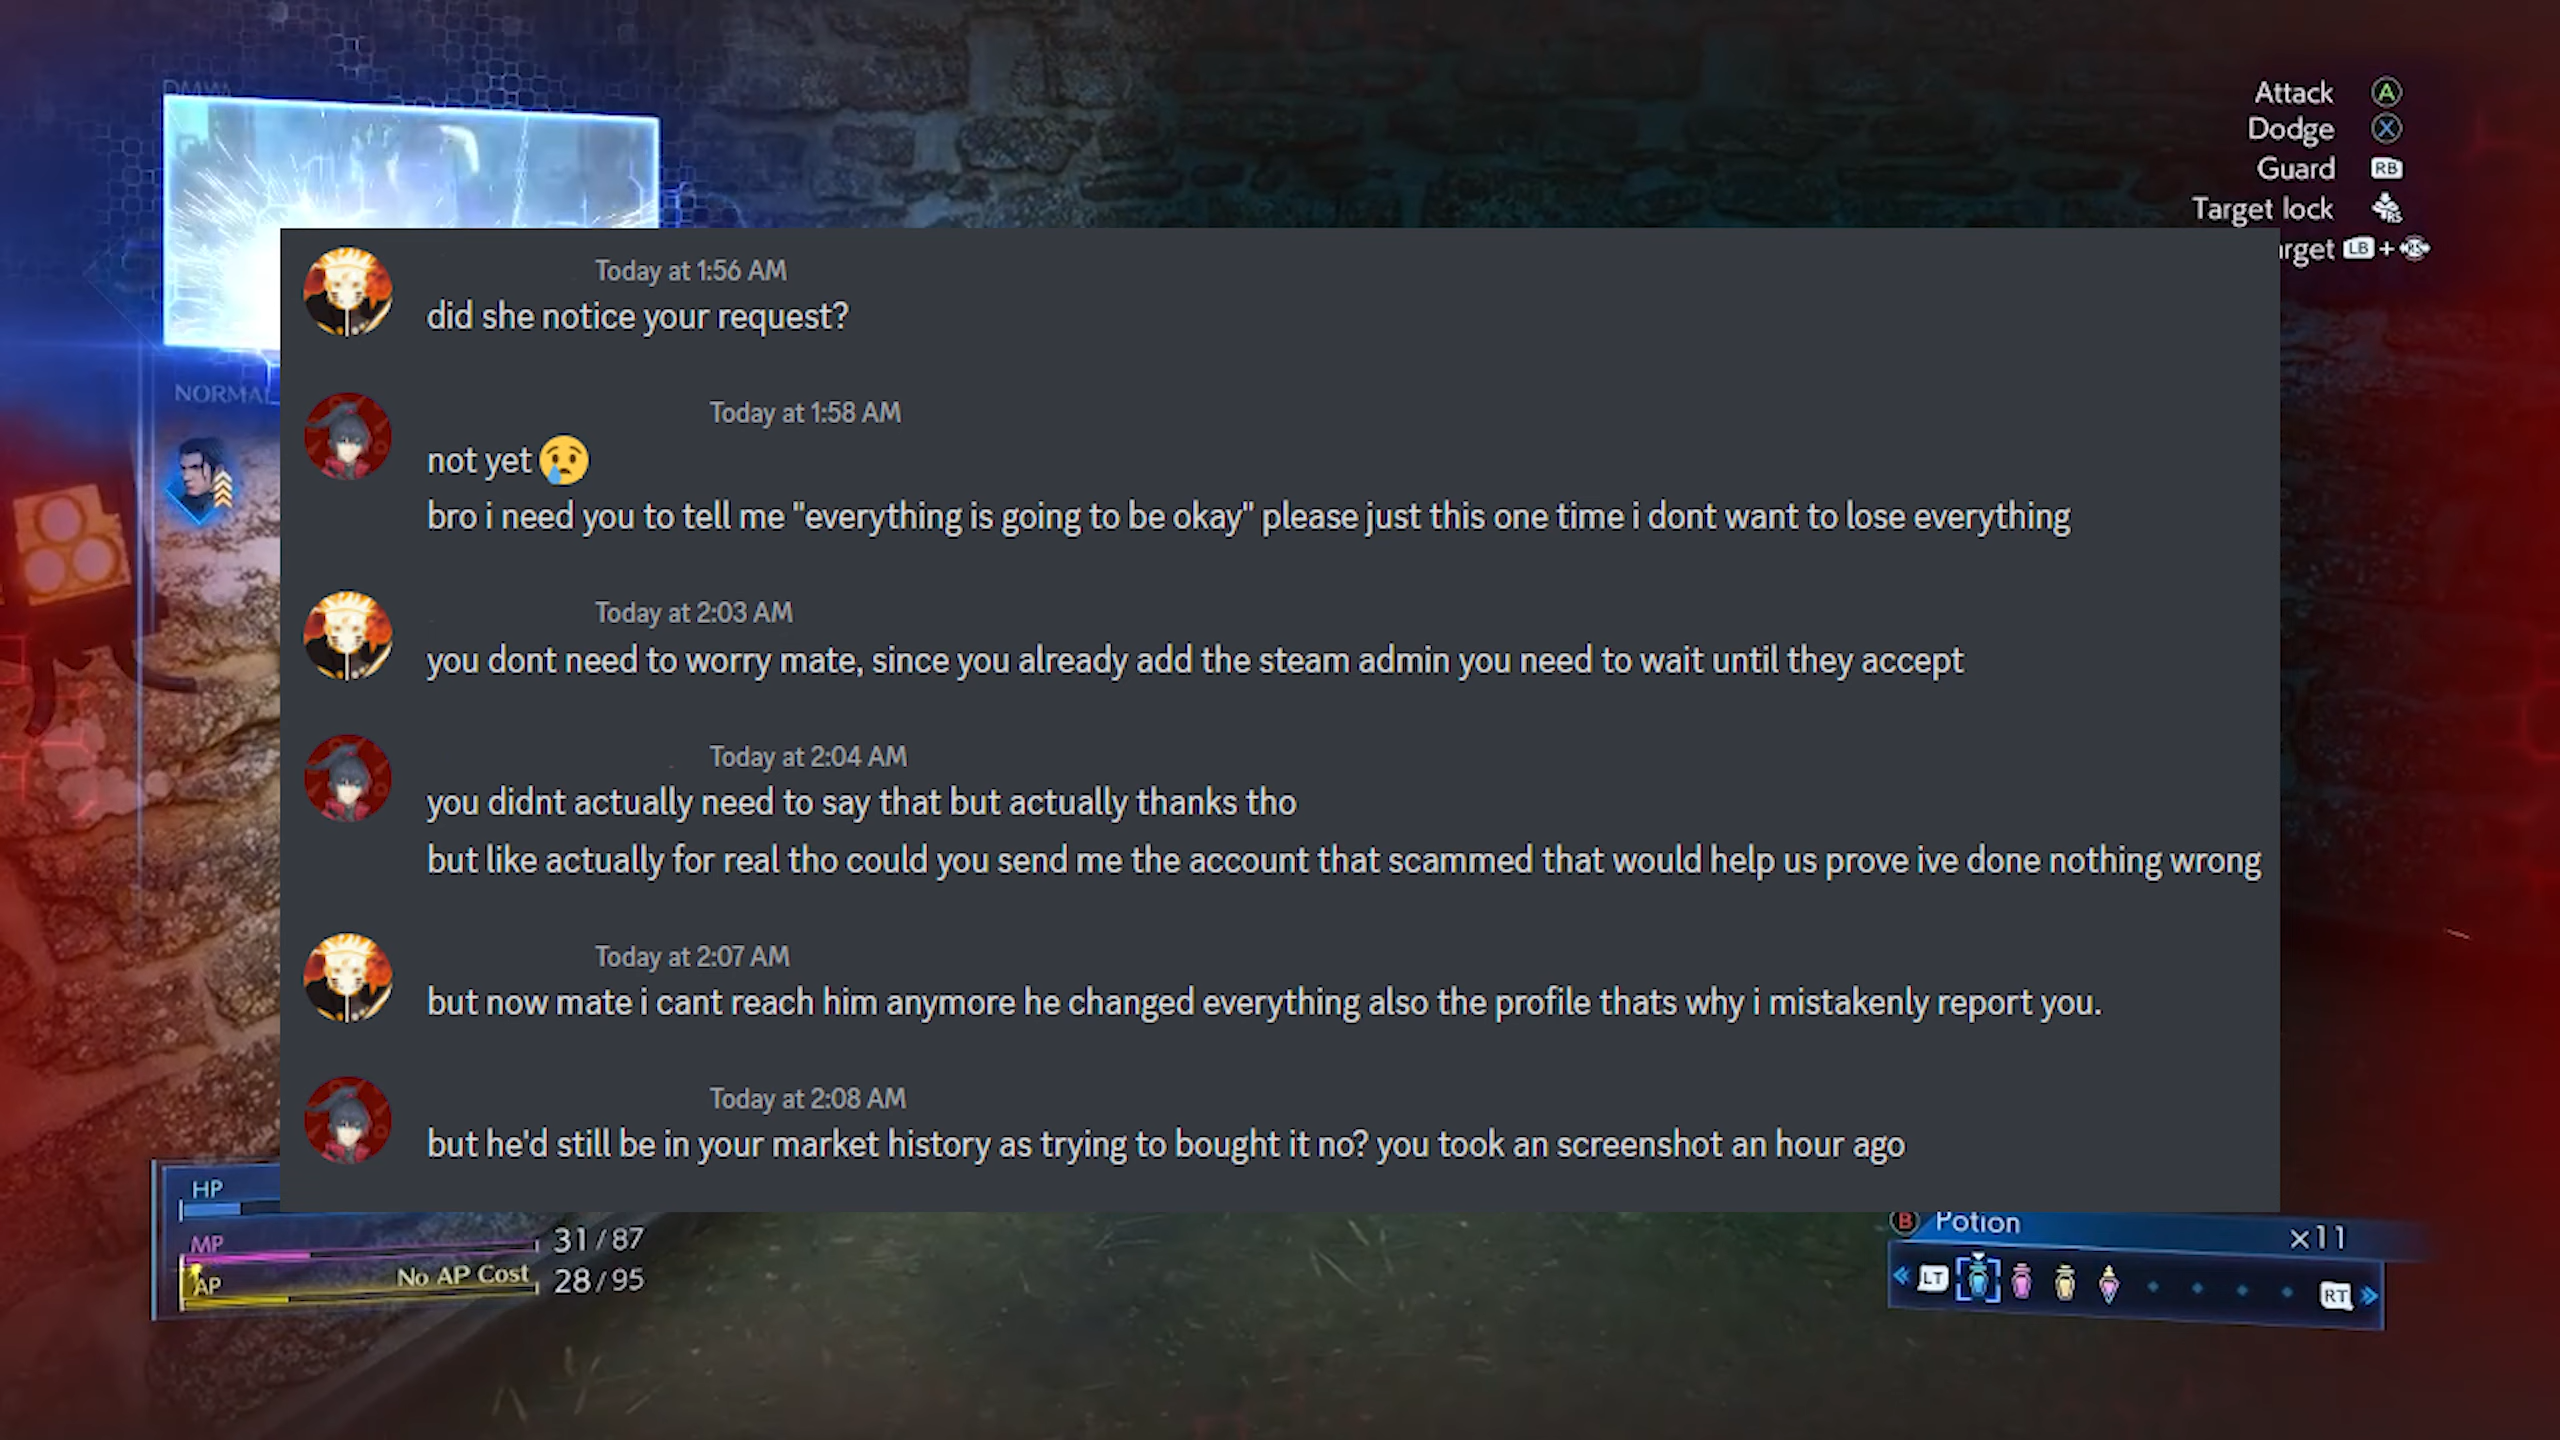 DMW
Attack A
Dodge X
Guard RB
Target lock RS
rget LB + RS
NORMAL
Today at 1:56 AM
did she notice your request?
Today at 1:58 AM
not yet 😢
bro i need you to tell me "everything is going to be okay" please just this one time i dont want to lose everything
Today at 2:03 AM
you dont need to worry mate, since you already add the steam admin you need to wait until they accept
Today at 2:04 AM
you didnt actually need to say that but actually thanks tho
but like actually for real tho could you send me the account that scammed that would help us prove ive done nothing wrong
Today at 2:07 AM
but now mate i cant reach him anymore he changed everything also the profile thats why i mistakenly report you.
Today at 2:08 AM
but he'd still be in your market history as trying to bought it no? you took an screenshot an hour ago
HP
MP 31/87
AP No AP Cost 28/95
B Potion x11
LT RT